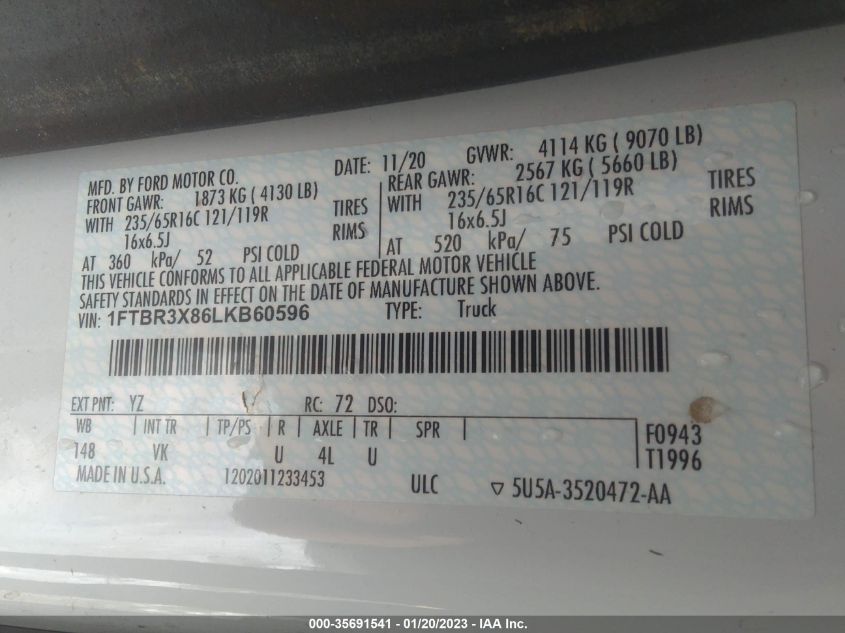 MFD. BY FORD MOTOR CO. DATE: 11/20 GVWR: 4114 KG ( 9070 LB)
FRONT GAWR: 1873 KG ( 4130 LB) REAR GAWR: 2567 KG ( 5660 LB)
WITH 235/65R16C 121/119R TIRES WITH 235/65R16C 121/119R TIRES
16x6.5J RIMS 16x6.5J RIMS
AT 360 kPa/ 52 PSI COLD AT 520 kPa/ 75 PSI COLD
THIS VEHICLE CONFORMS TO ALL APPLICABLE FEDERAL MOTOR VEHICLE
SAFETY STANDARDS IN EFFECT ON THE DATE OF MANUFACTURE SHOWN ABOVE.
VIN: 1FTBR3X86LKB60596 TYPE: Truck
EXT PNT: YZ RC: 72 DSO:
WB INT TR TP/PS R AXLE TR SPR F0943
148 VK U 4L U T1996
MADE IN U.S.A. 1202011233453 ULC ▽ 5U5A-3520472-AA
000-35691541 - 01/20/2023 - IAA Inc.